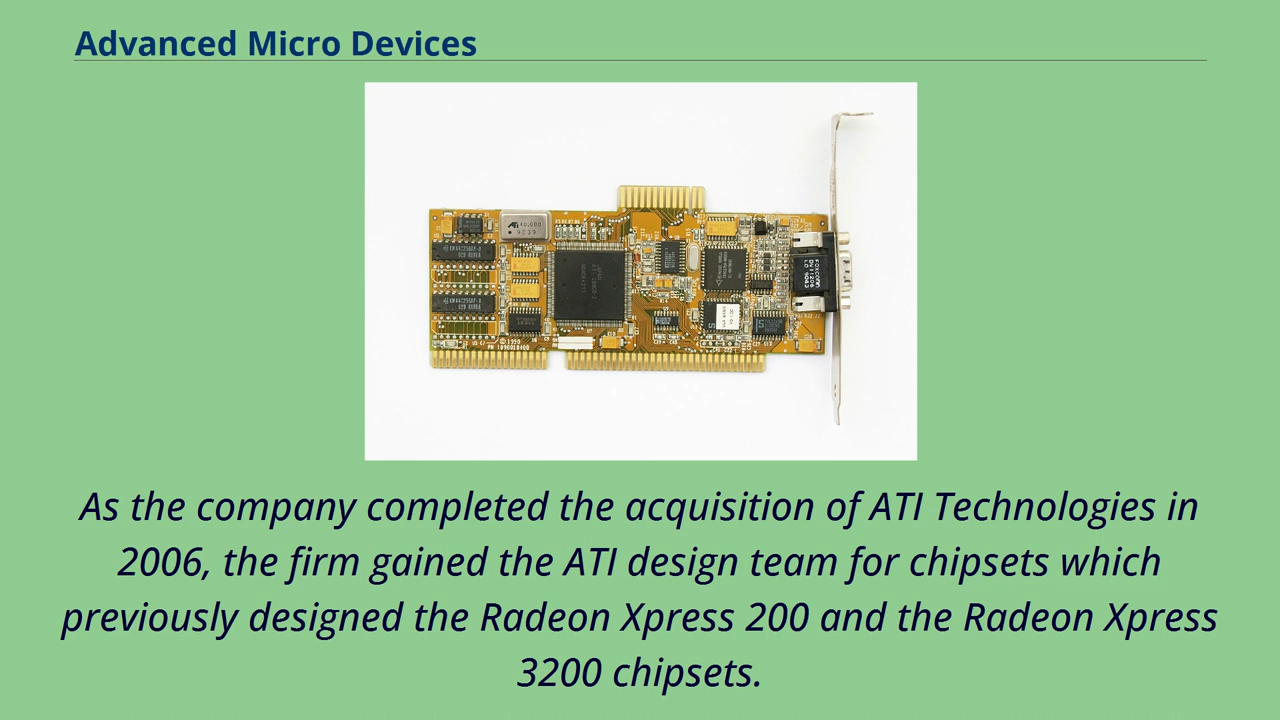 Advanced Micro Devices
As the company completed the acquisition of ATI Technologies in
2006, the firm gained the ATI design team for chipsets which
previously designed the Radeon Xpress 200 and the Radeon Xpress
3200 chipsets.